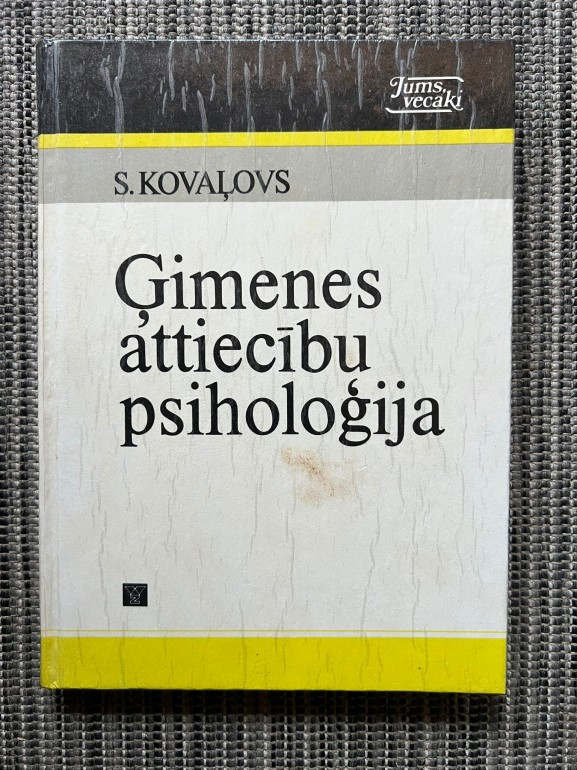 Jums,
vecāki
S. KOVAĻOVS
Ģimenes
attiecību
psiholoģija